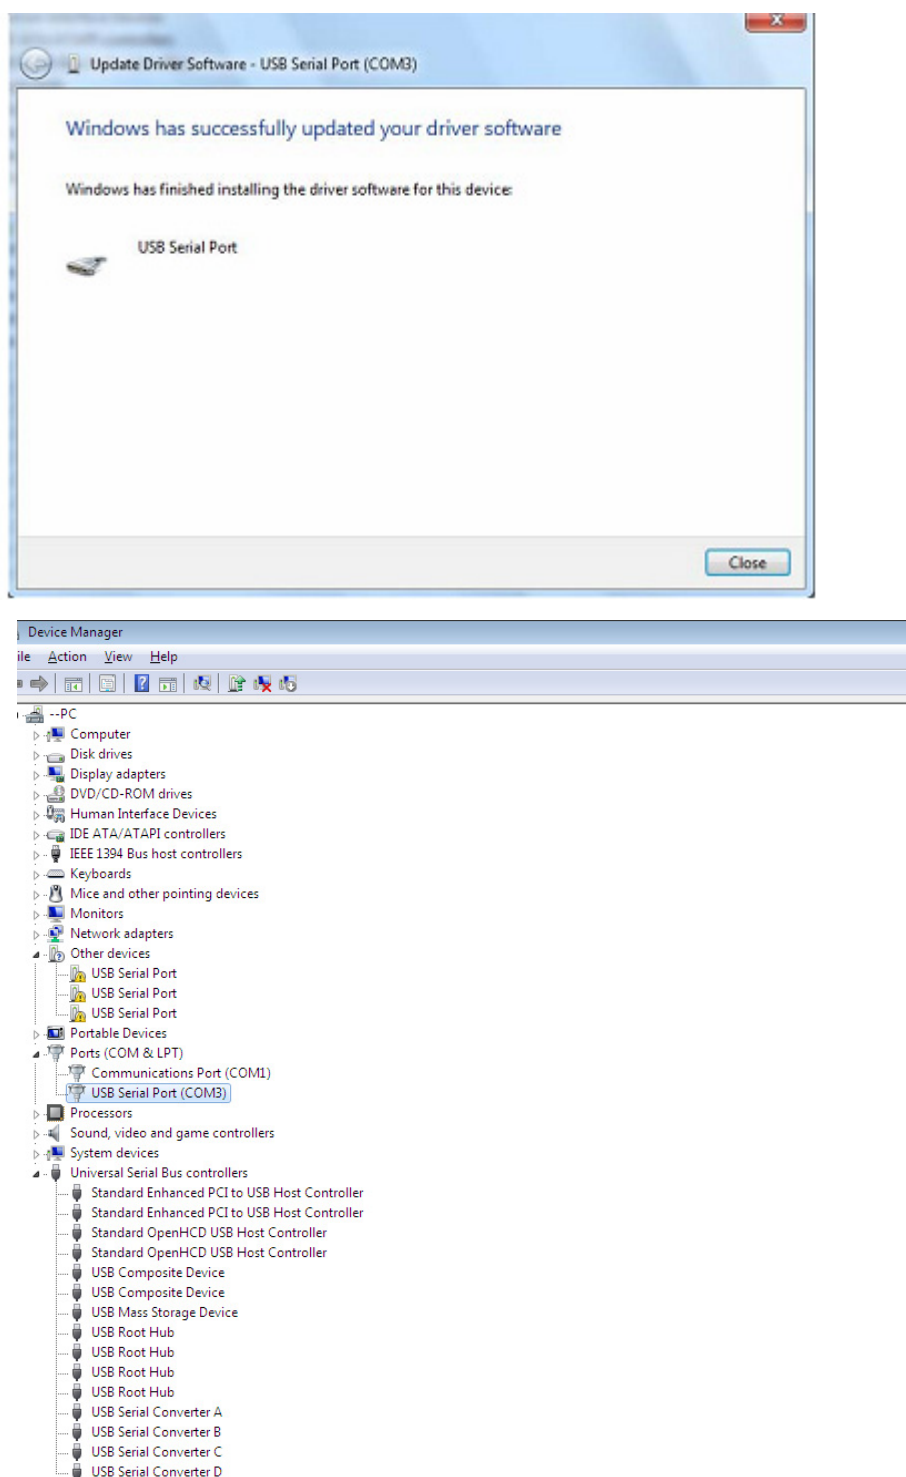 Update Driver Software - USB Serial Port (COM3)
Windows has successfully updated your driver software
Windows has finished installing the driver software for this device:
USB Serial Port
Close
Device Manager
ile Action View Help
--PC
Computer
Disk drives
Display adapters
DVD/CD-ROM drives
Human Interface Devices
IDE ATA/ATAPI controllers
IEEE 1394 Bus host controllers
Keyboards
Mice and other pointing devices
Monitors
Network adapters
Other devices
USB Serial Port
USB Serial Port
USB Serial Port
Portable Devices
Ports (COM & LPT)
Communications Port (COM1)
USB Serial Port (COM3)
Processors
Sound, video and game controllers
System devices
Universal Serial Bus controllers
Standard Enhanced PCI to USB Host Controller
Standard Enhanced PCI to USB Host Controller
Standard OpenHCD USB Host Controller
Standard OpenHCD USB Host Controller
USB Composite Device
USB Composite Device
USB Mass Storage Device
USB Root Hub
USB Root Hub
USB Root Hub
USB Root Hub
USB Serial Converter A
USB Serial Converter B
USB Serial Converter C
USB Serial Converter D